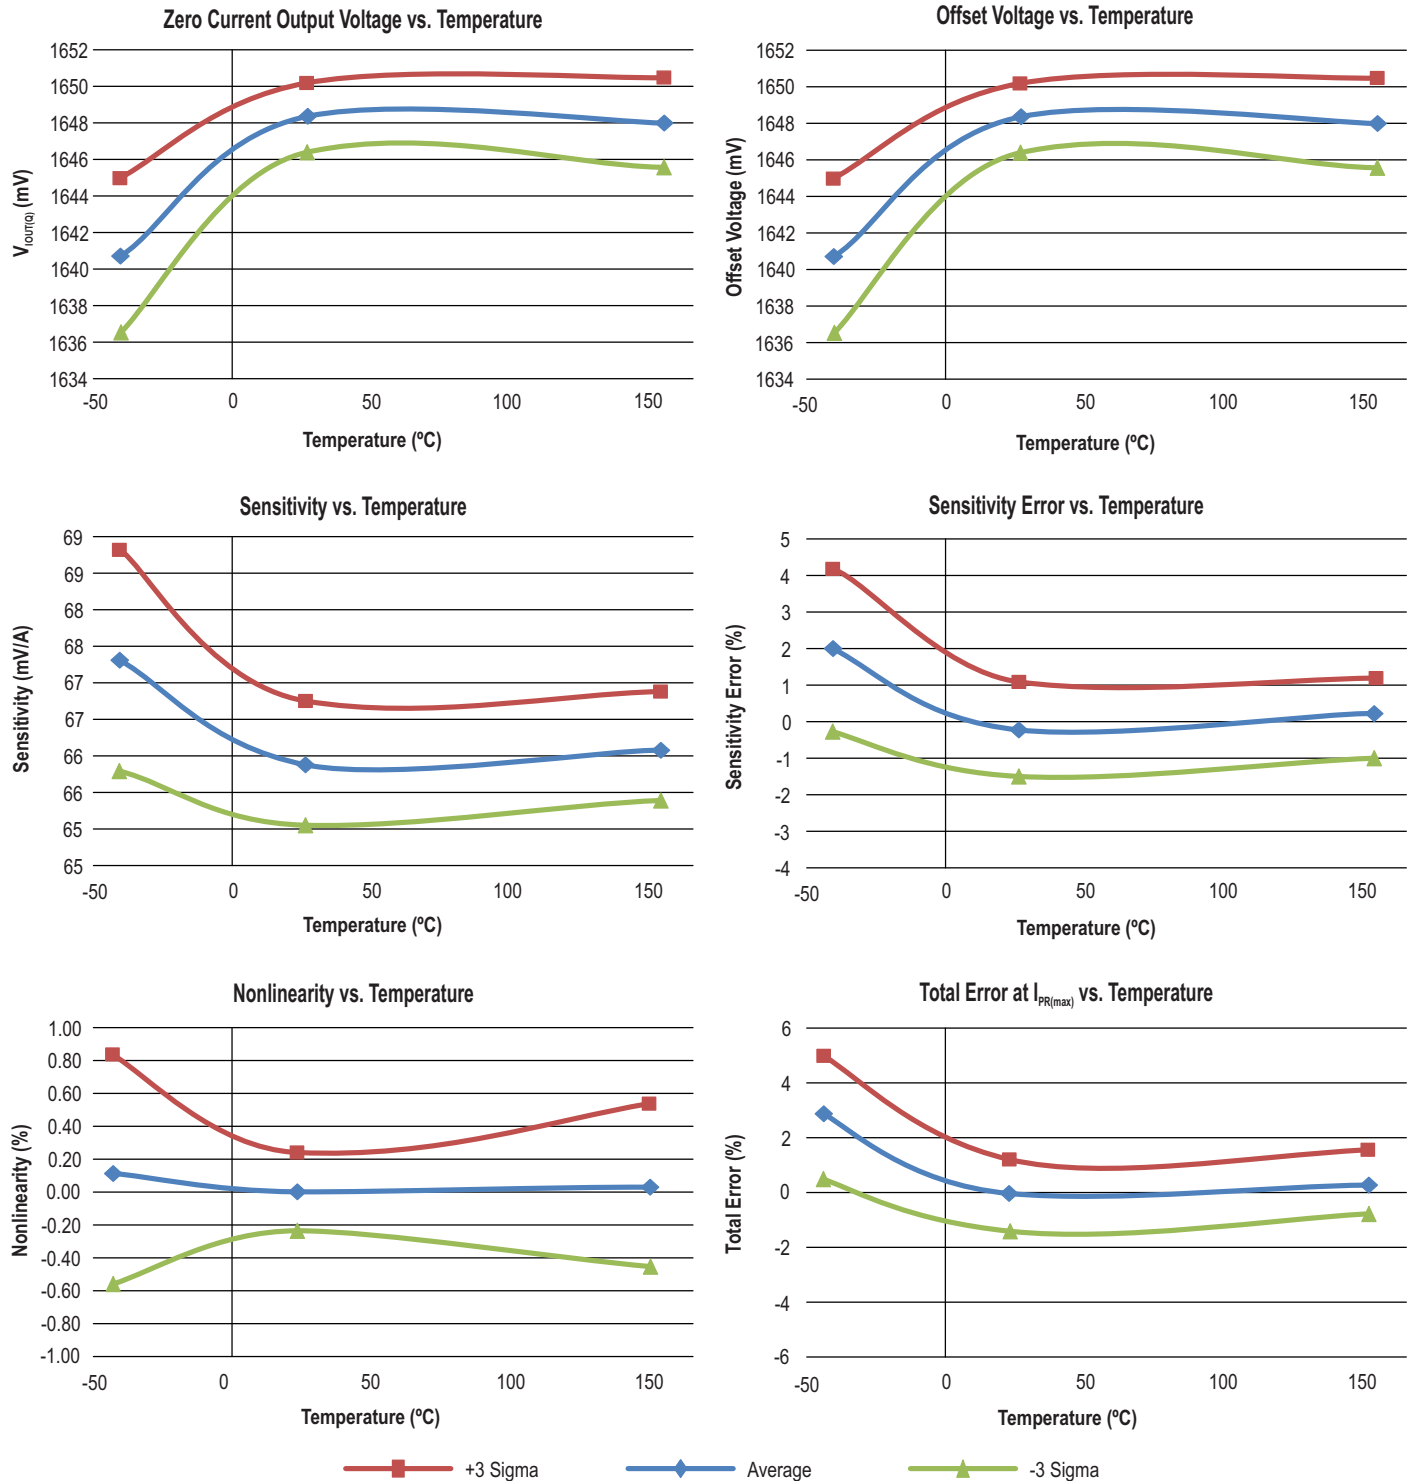 Zero Current Output Voltage vs. Temperature
1652
1650
1648
1646
1644
1642
1640
1638
1636
1634
V_IOUT(Q) (mV)
-50 0 50 100 150
Temperature (ºC)
Offset Voltage vs. Temperature
1652
1650
1648
1646
1644
1642
1640
1638
1636
1634
Offset Voltage (mV)
-50 0 50 100 150
Temperature (ºC)
Sensitivity vs. Temperature
69
69
68
68
67
67
66
66
65
65
Sensitivity (mV/A)
-50 0 50 100 150
Temperature (ºC)
Sensitivity Error vs. Temperature
5
4
3
2
1
0
-1
-2
-3
-4
Sensitivity Error (%)
-50 0 50 100 150
Temperature (ºC)
Nonlinearity vs. Temperature
1.00
0.80
0.60
0.40
0.20
0.00
-0.20
-0.40
-0.60
-0.80
-1.00
Nonlinearity (%)
-50 0 50 100 150
Temperature (ºC)
Total Error at I_PR(max) vs. Temperature
6
4
2
0
-2
-4
-6
Total Error (%)
-50 0 50 100 150
Temperature (ºC)
+3 Sigma Average -3 Sigma